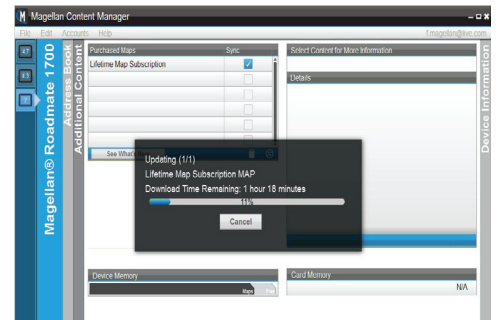 Magellan Content Manager
File Edit Accounts Help
f.magellan@live.com
Magellan® Roadmate 1700
Address Book
Additional Content
Purchased Maps Sync
Lifetime Map Subscription
See What's
Select Content for More Information
Details
Device Information
Updating (1/1)
Lifetime Map Subscription MAP
Download Time Remaining: 1 hour 18 minutes
11%
Cancel
Device Memory
Maps
Card Memory
N/A